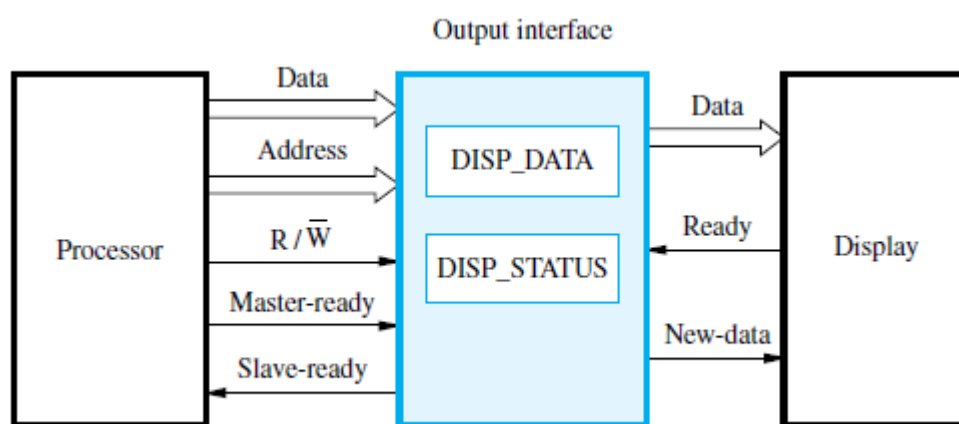 Output interface
Data
Address
Processor
R / W̅
Master-ready
Slave-ready
DISP_DATA
DISP_STATUS
Data
Ready
New-data
Display